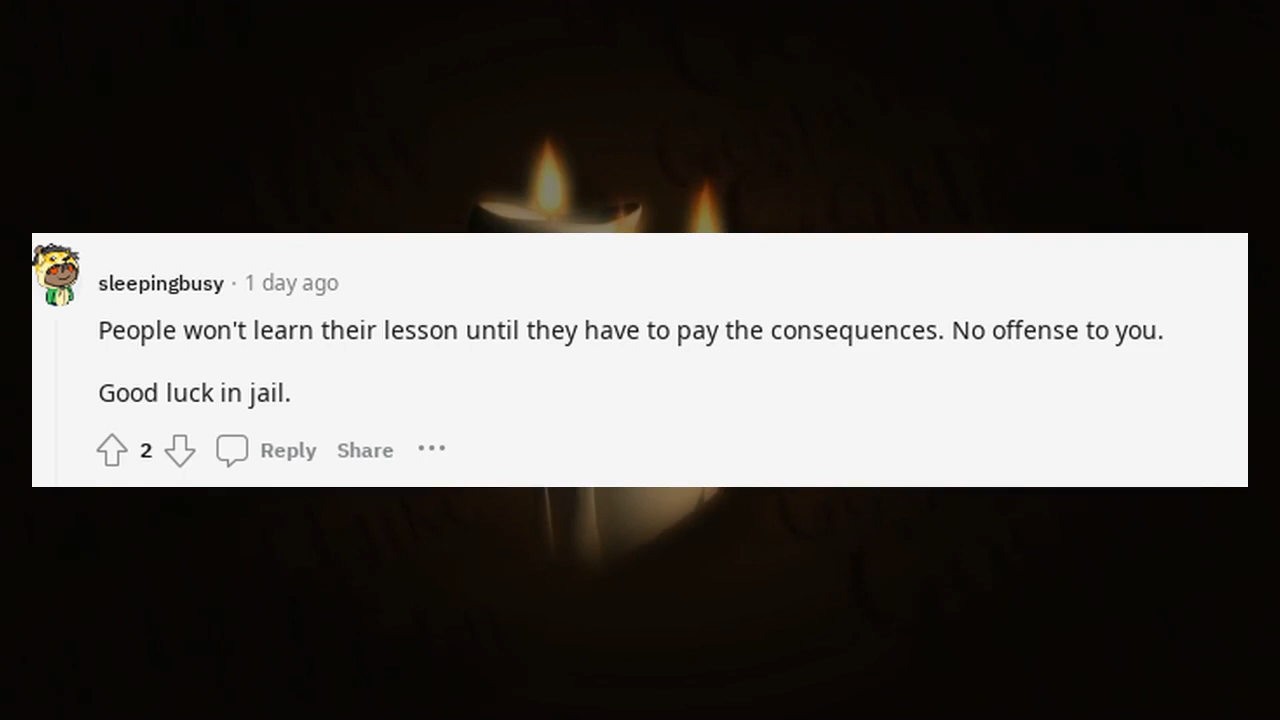 sleepingbusy · 1 day ago
People won't learn their lesson until they have to pay the consequences. No offense to you.
Good luck in jail.
2 Reply Share ···